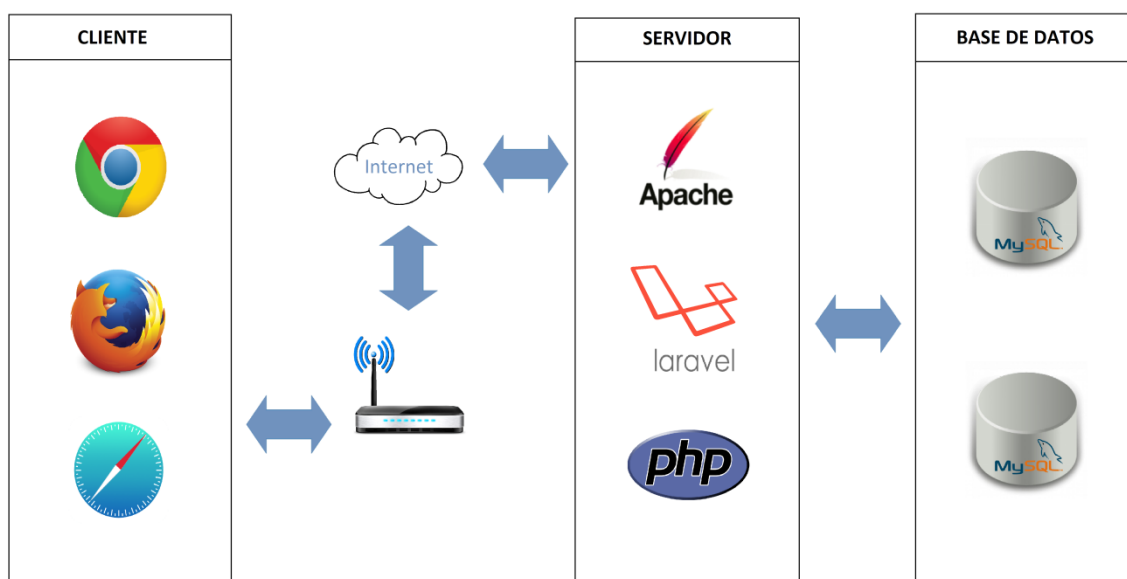 CLIENTE
SERVIDOR
BASE DE DATOS
Internet
Apache
MySQL
laravel
php
MySQL